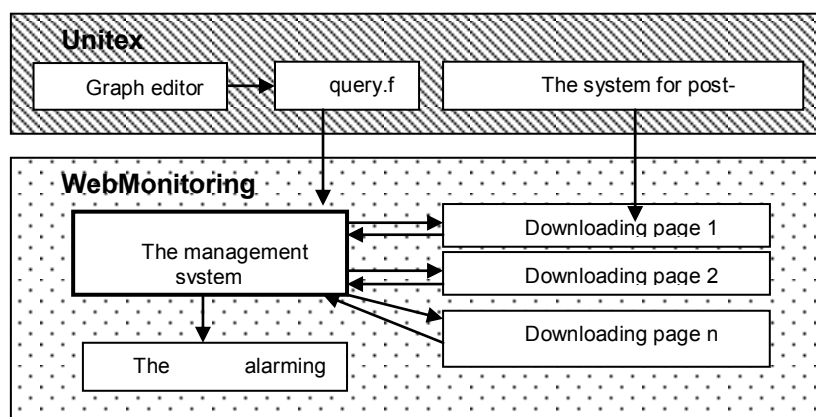 Unitex
Graph editor
query.f
The system for post-
WebMonitoring
The management
system
Downloading page 1
Downloading page 2
Downloading page n
The alarming